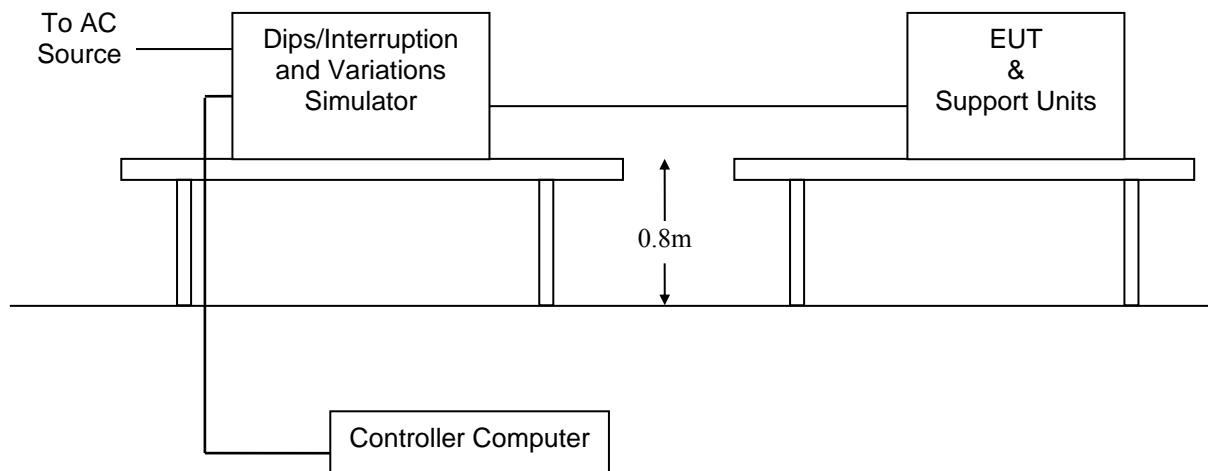 To AC
Source
Dips/Interruption
and Variations
Simulator
EUT
&
Support Units
0.8m
Controller Computer